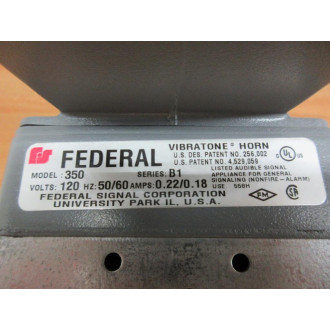 FEDERAL
VIBRATONE® HORN
U.S. DES. PATENT NO. 256,002
U.S. PATENT NO. 4,529,059
MODEL: 350 SERIES: B1
VOLTS: 120 HZ: 50/60 AMPS: 0.22/0.18
LISTED AUDIBLE SIGNAL
APPLIANCE FOR GENERAL
SIGNALING (NONFIRE-ALARM)
USE. 558H
FEDERAL SIGNAL CORPORATION
UNIVERSITY PARK IL, U.S.A.